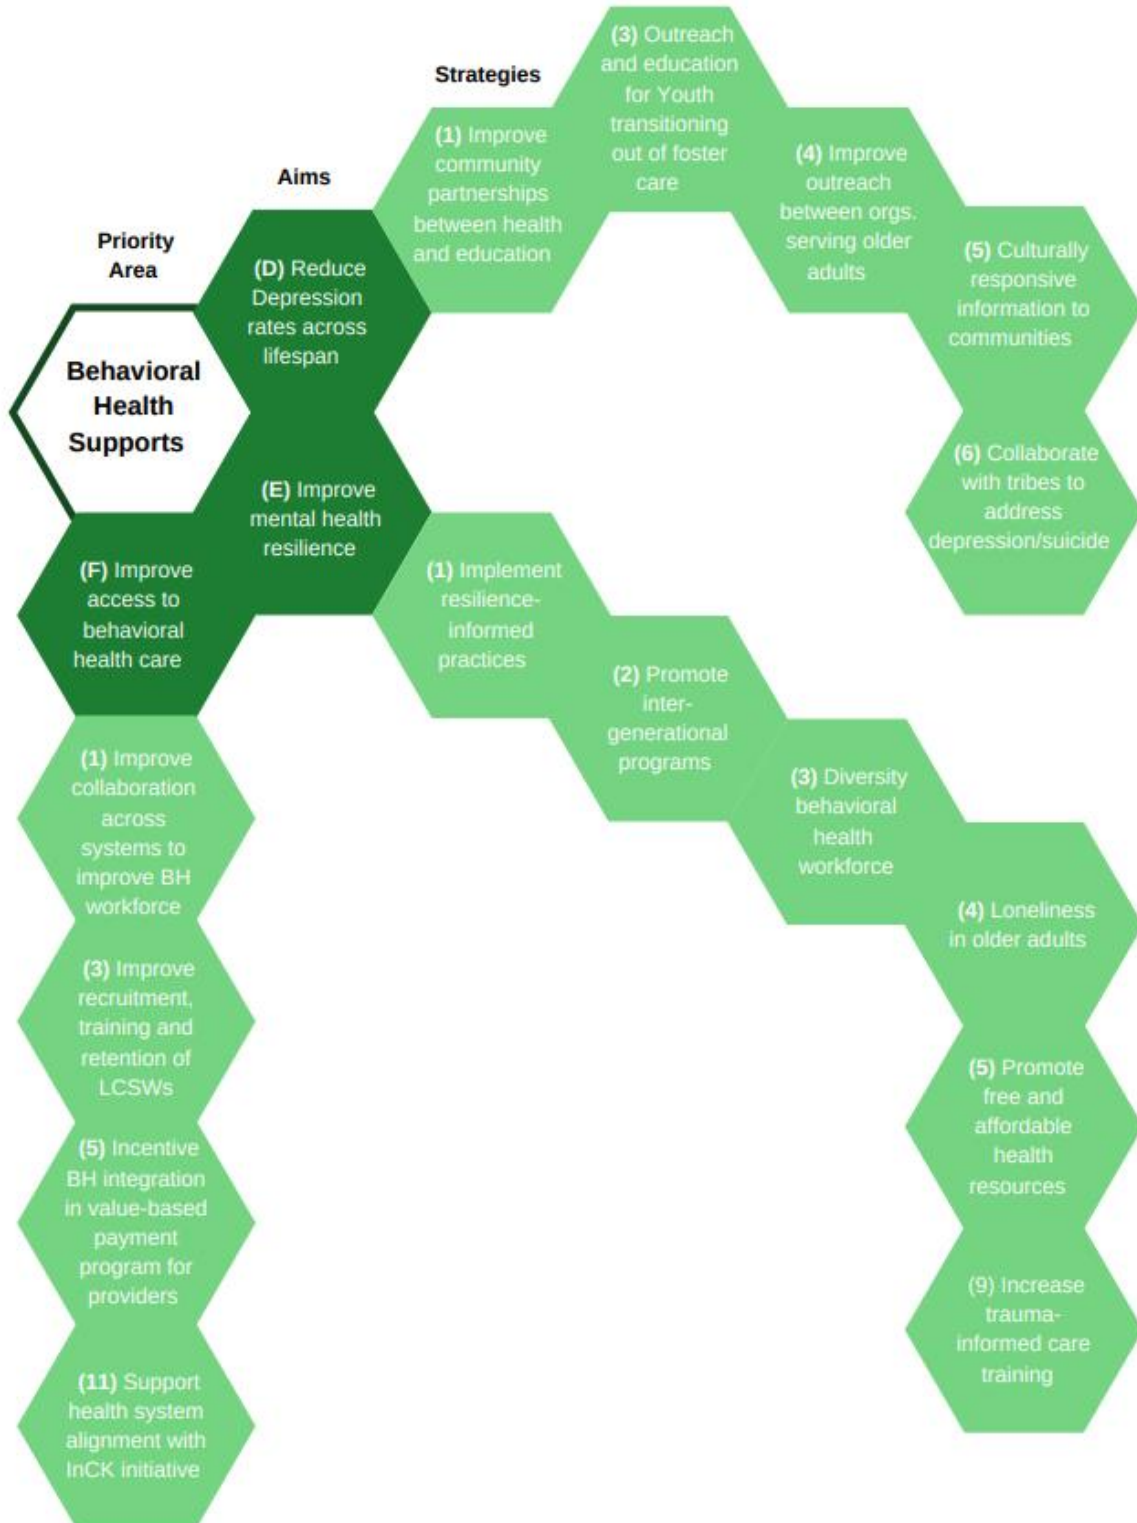 Priority
Area
Behavioral
Health
Supports
Aims
(D) Reduce
Depression
rates across
lifespan
(E) Improve
mental health
resilience
(F) Improve
access to
behavioral
health care
Strategies
(1) Improve
community
partnerships
between health
and education
(3) Outreach
and education
for Youth
transitioning
out of foster
care
(4) Improve
outreach
between orgs.
serving older
adults
(5) Culturally
responsive
information to
communities
(6) Collaborate
with tribes to
address
depression/suicide
(1) Implement
resilience-
informed
practices
(2) Promote
inter-
generational
programs
(3) Diversity
behavioral
health
workforce
(4) Loneliness
in older adults
(5) Promote
free and
affordable
health
resources
(9) Increase
trauma-
informed care
training
(1) Improve
collaboration
across
systems to
improve BH
workforce
(3) Improve
recruitment,
training and
retention of
LCSWs
(5) Incentive
BH integration
in value-based
payment
program for
providers
(11) Support
health system
alignment with
InCK initiative